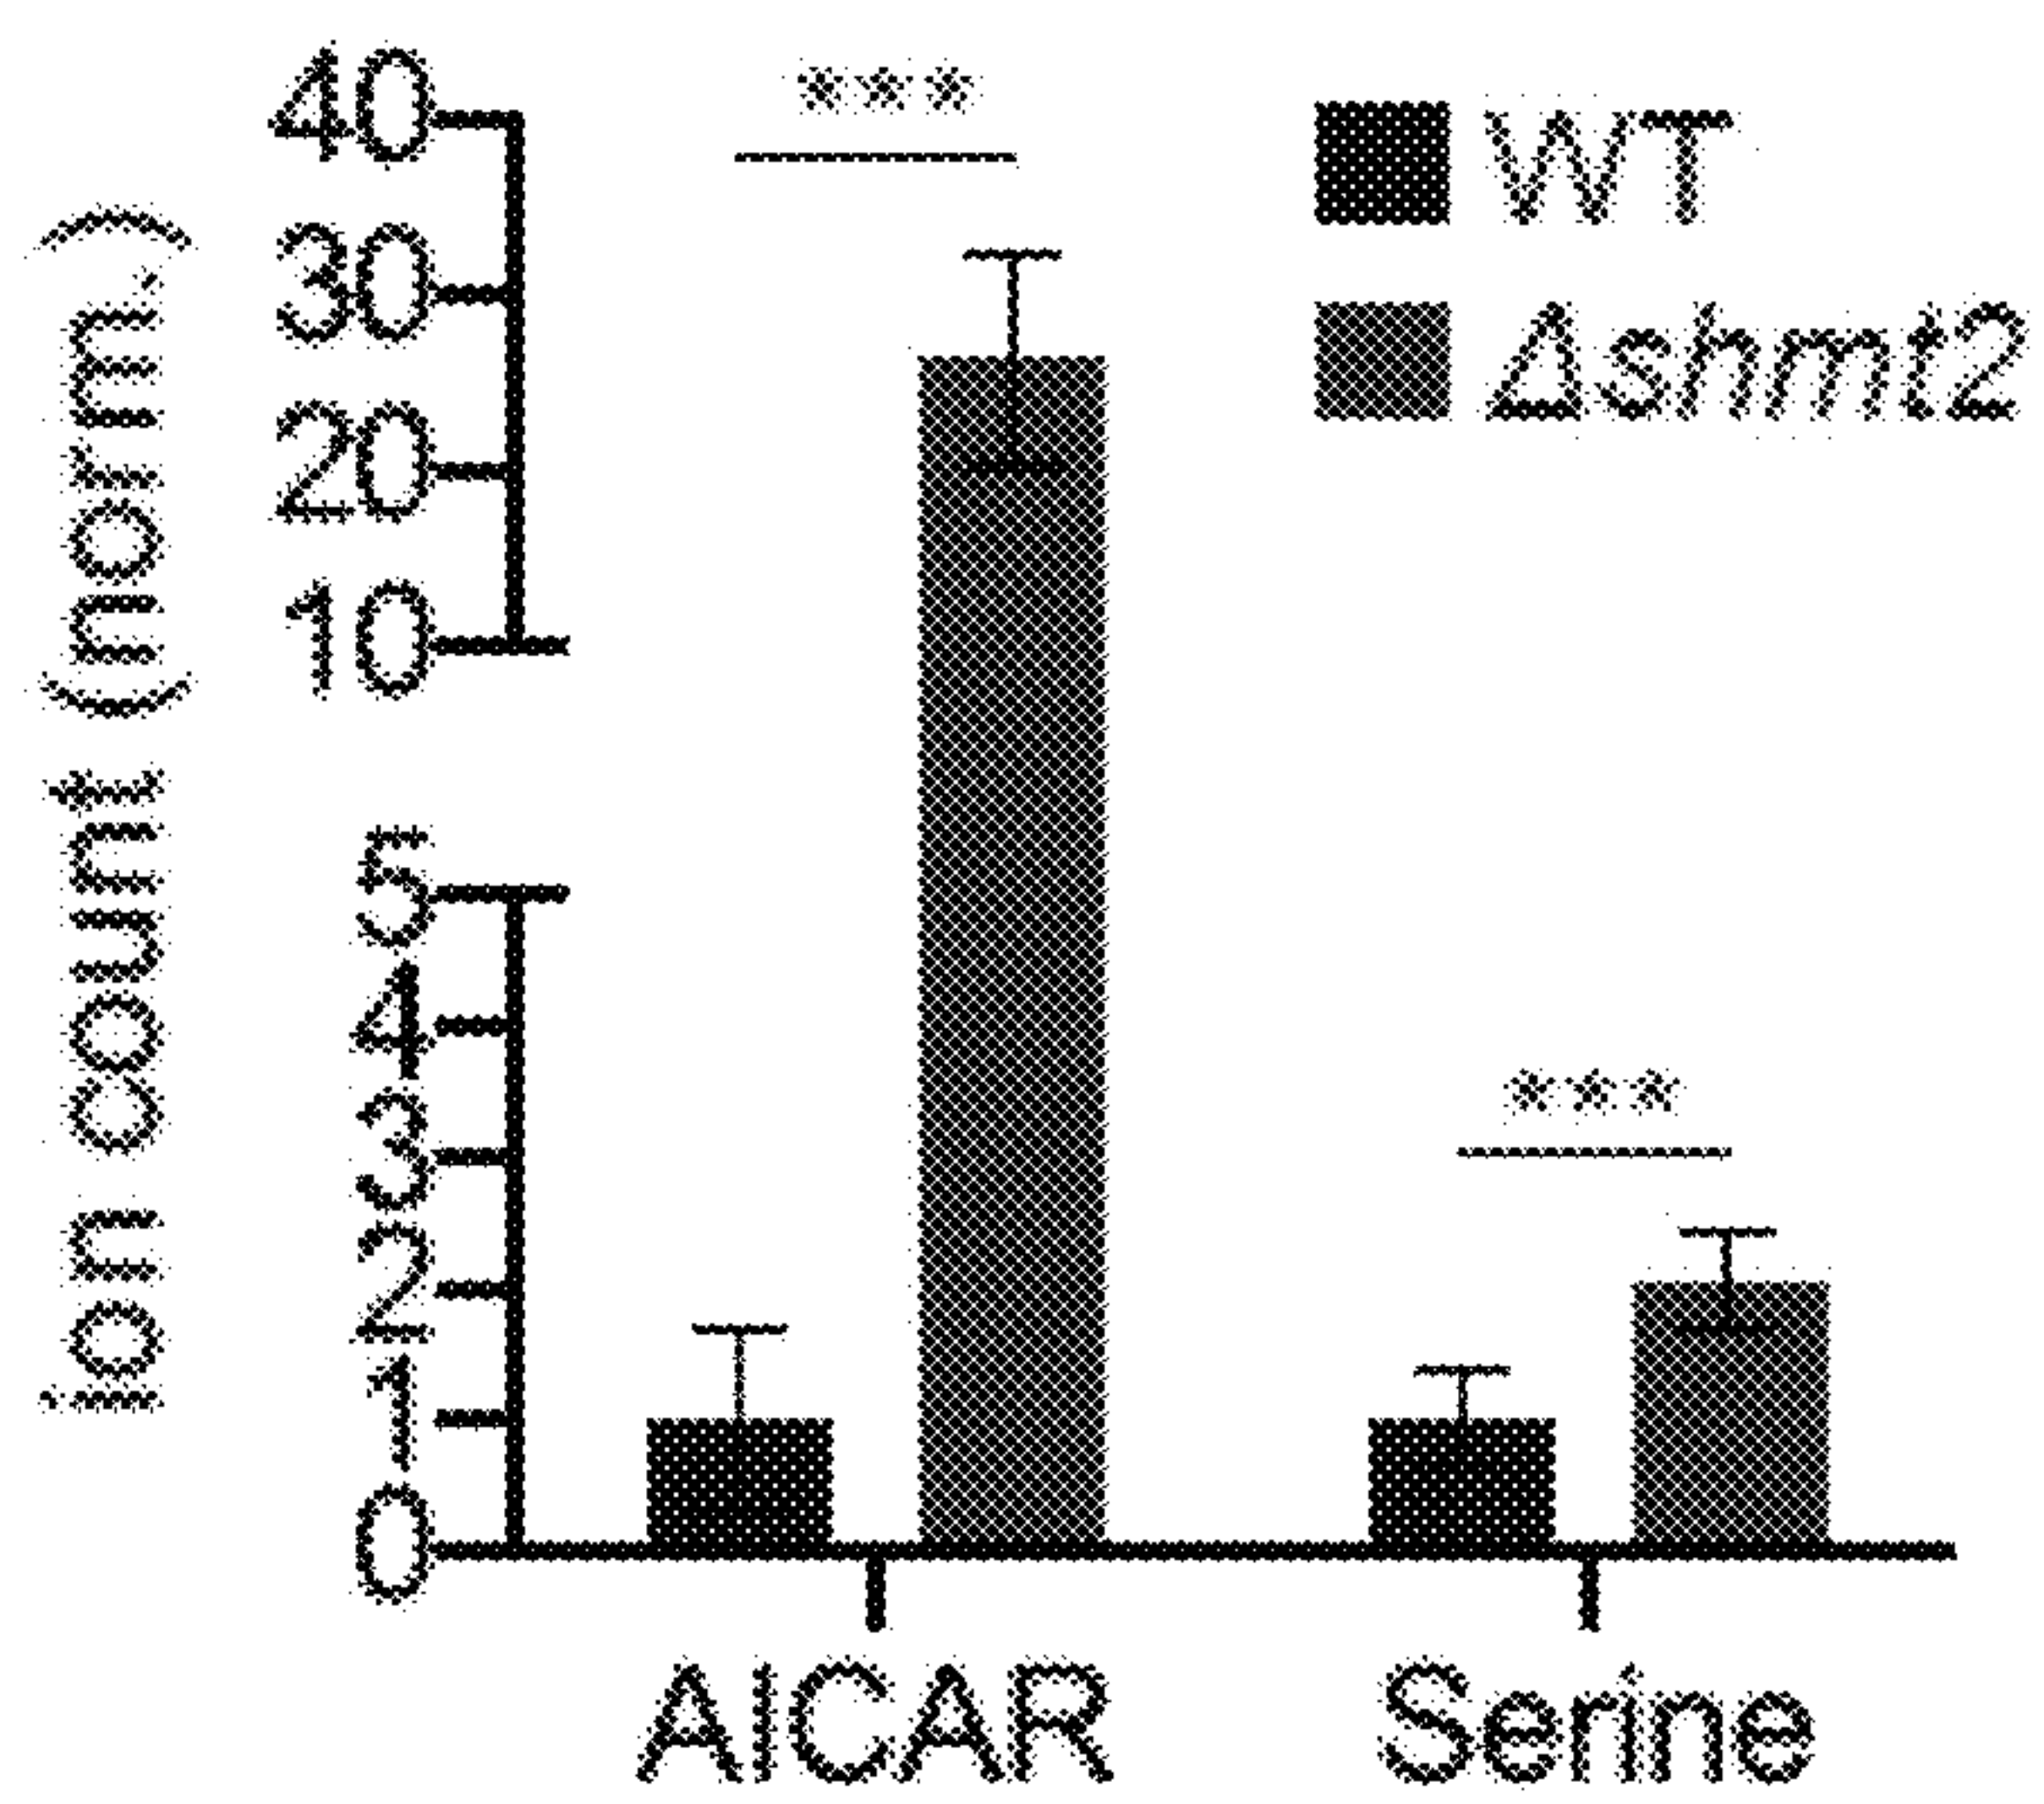 ion count (norm.)
40
30
20
10
5
4
3
2
1
0
***
***
WT
Δshmt2
AICAR
Serine